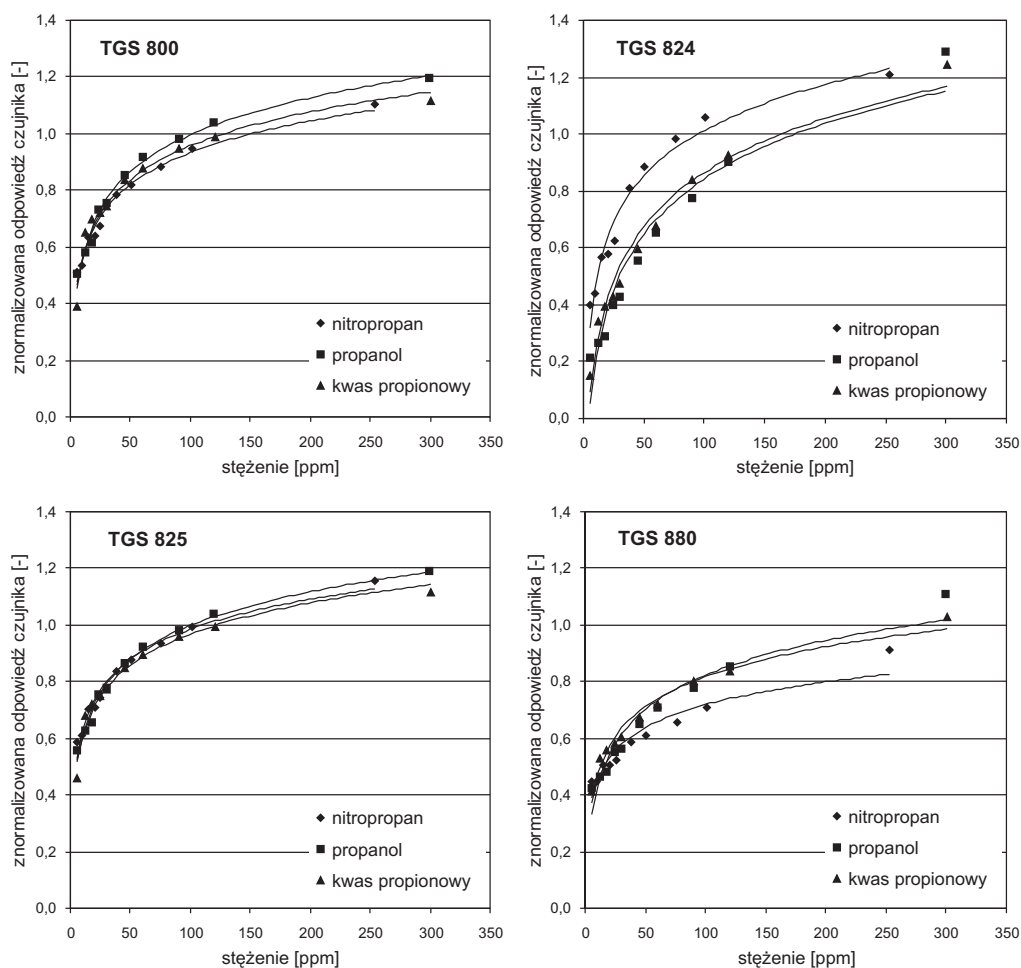 TGS 800
znormalizowana odpowiedź czujnika [-]
1,4
1,2
1,0
0,8
0,6
0,4
0,2
0,0
nitropropan
propanol
kwas propionowy
0 50 100 150 200 250 300 350
stężenie [ppm]
TGS 824
znormalizowana odpowiedź czujnika [-]
1,4
1,2
1,0
0,8
0,6
0,4
0,2
0,0
nitropropan
propanol
kwas propionowy
0 50 100 150 200 250 300 350
stężenie [ppm]
TGS 825
znormalizowana odpowiedź czujnika [-]
1,4
1,2
1,0
0,8
0,6
0,4
0,2
0,0
nitropropan
propanol
kwas propionowy
0 50 100 150 200 250 300 350
stężenie [ppm]
TGS 880
znormalizowana odpowiedź czujnika [-]
1,4
1,2
1,0
0,8
0,6
0,4
0,2
0,0
nitropropan
propanol
kwas propionowy
0 50 100 150 200 250 300 350
stężenie [ppm]